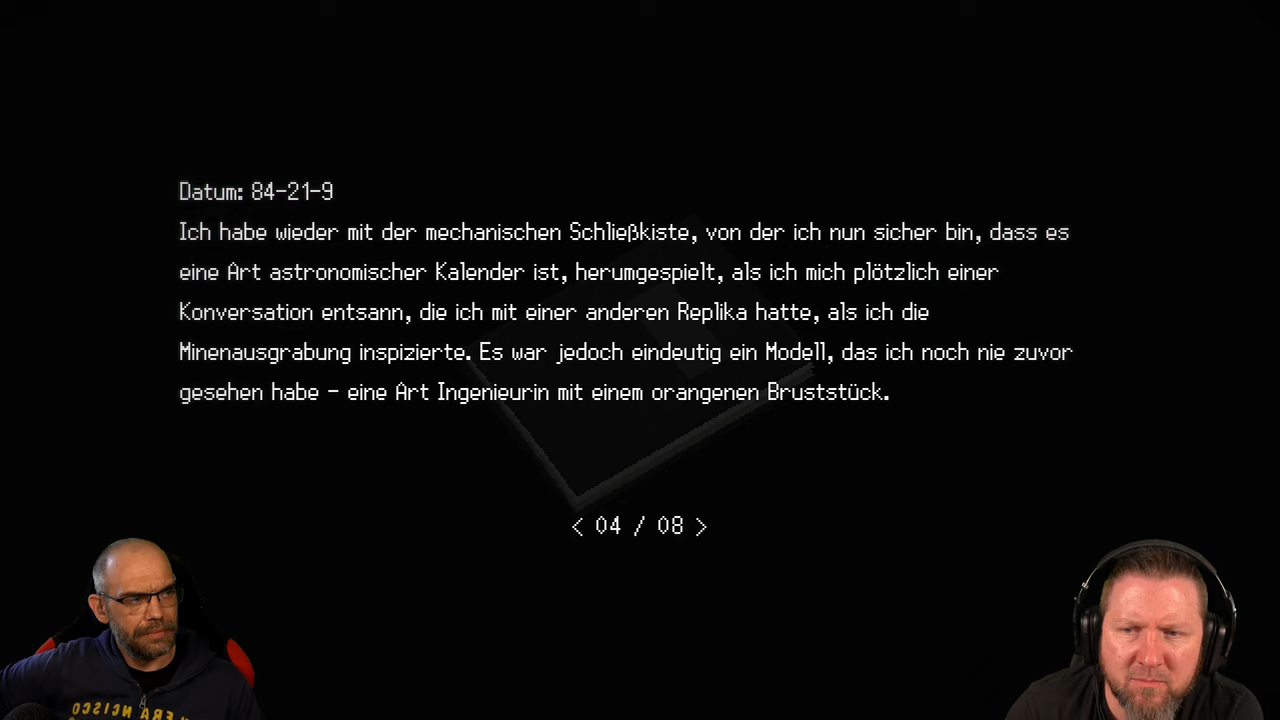 Datum: 84-21-9
Ich habe wieder mit der mechanischen Schließkiste, von der ich nun sicher bin, dass es
eine Art astronomischer Kalender ist, herumgespielt, als ich mich plötzlich einer
Konversation entsann, die ich mit einer anderen Replika hatte, als ich die
Minenausgrabung inspizierte. Es war jedoch eindeutig ein Modell, das ich noch nie zuvor
gesehen habe - eine Art Ingenieurin mit einem orangenen Bruststück.
< 04 / 08 >